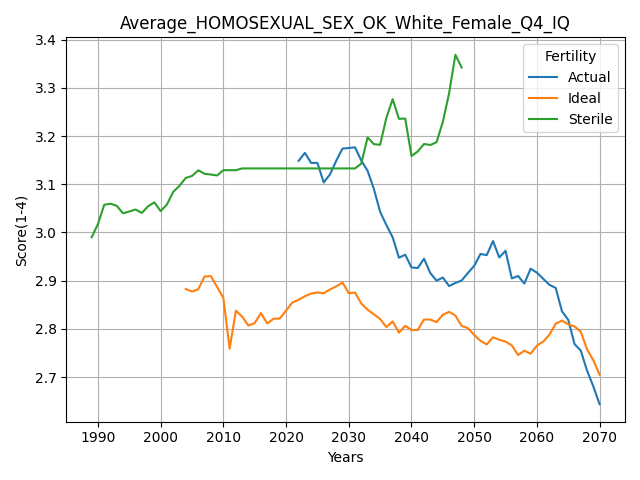 Average_HOMOSEXUAL_SEX_OK_White_Female_Q4_IQ
3.4
3.3
3.2
3.1
3.0
2.9
2.8
2.7
Score(1-4)
Fertility
Actual
Ideal
Sterile
1990 2000 2010 2020 2030 2040 2050 2060 2070
Years